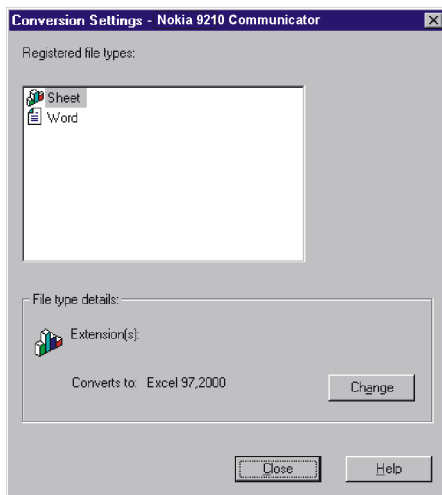 Conversion Settings - Nokia 9210 Communicator
Registered file types:
Sheet
Word
File type details:
Extension(s):
Converts to: Excel 97,2000
Change
Close
Help